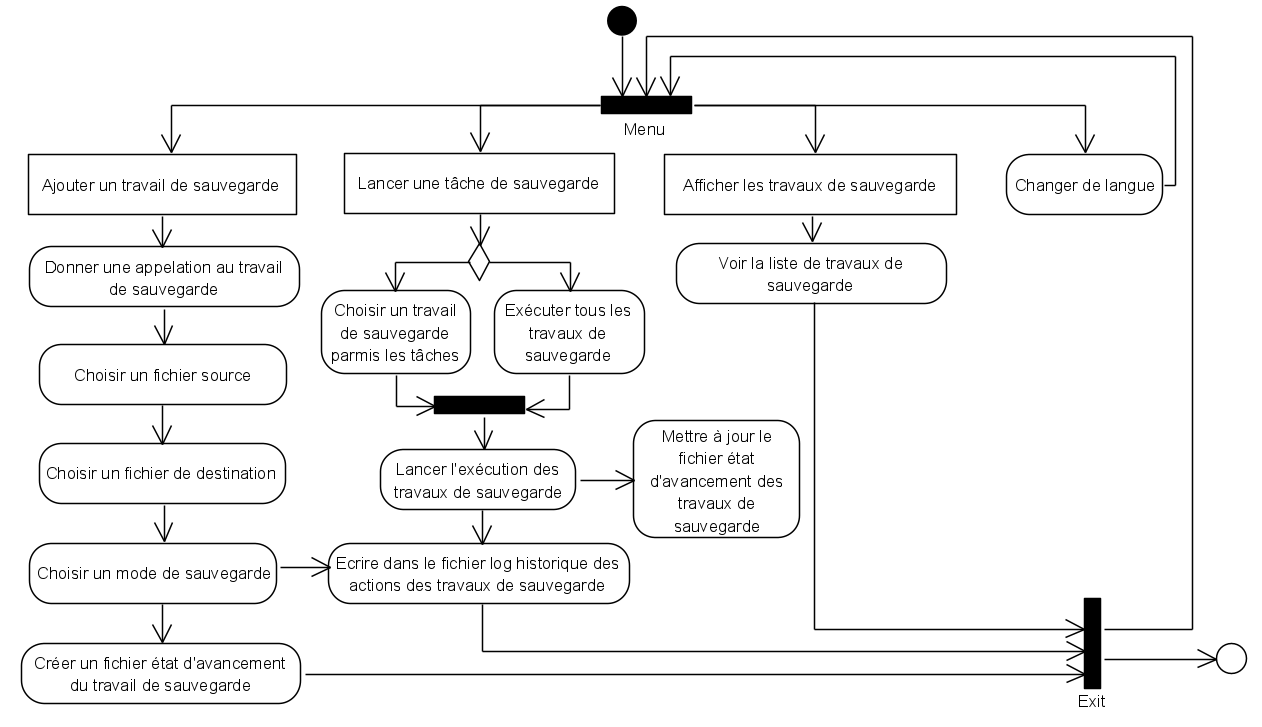 Menu
Ajouter un travail de sauvegarde
Lancer une tâche de sauvegarde
Afficher les travaux de sauvegarde
Changer de langue
Donner une appelation au travail
de sauvegarde
Voir la liste de travaux de
sauvegarde
Choisir un travail
de sauvegarde
parmis les tâches
Exécuter tous les
travaux de
sauvegarde
Choisir un fichier source
Choisir un fichier de destination
Lancer l'exécution des
travaux de sauvegarde
Mettre à jour le
fichier état
d'avancement des
travaux de
sauvegarde
Choisir un mode de sauvegarde
Ecrire dans le fichier log historique des
actions des travaux de sauvegarde
Créer un fichier état d'avancement
du travail de sauvegarde
Exit